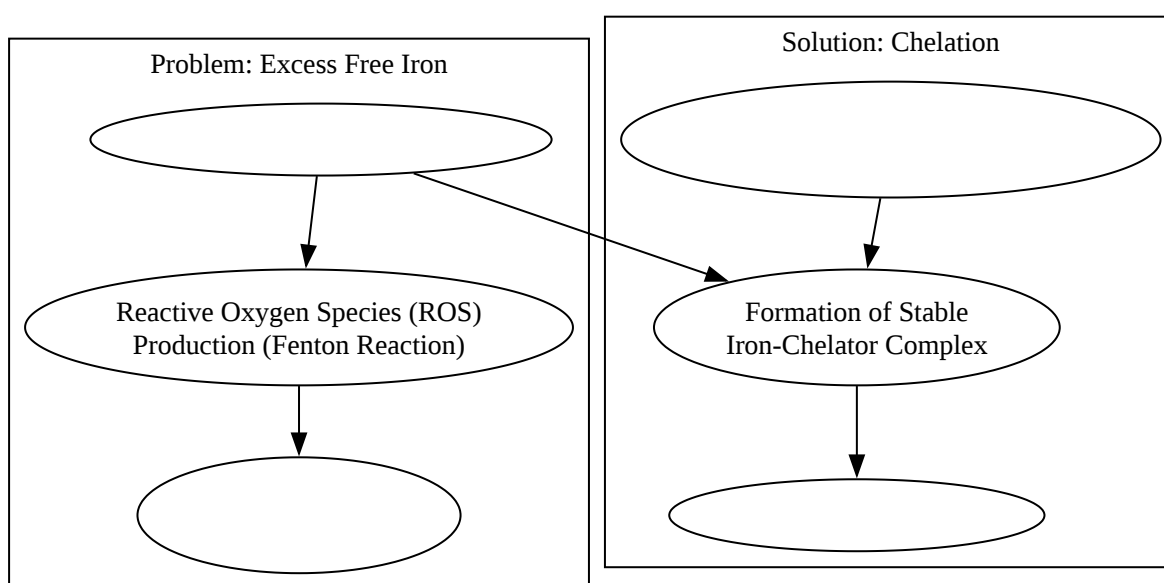 Problem: Excess Free Iron
Solution: Chelation
Reactive Oxygen Species (ROS)
Production (Fenton Reaction)
Formation of Stable
Iron-Chelator Complex